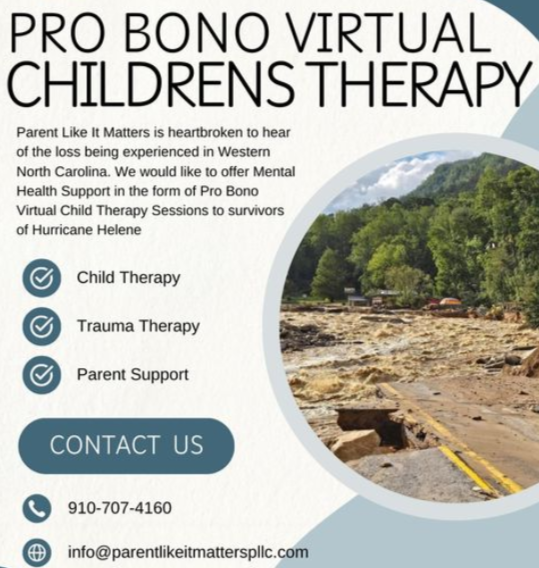 PRO BONO VIRTUAL
CHILDRENS THERAPY
Parent Like It Matters is heartbroken to hear
of the loss being experienced in Western
North Carolina. We would like to offer Mental
Health Support in the form of Pro Bono
Virtual Child Therapy Sessions to survivors
of Hurricane Helene
Child Therapy
Trauma Therapy
Parent Support
CONTACT US
910-707-4160
info@parentlikeitmatterspllc.com